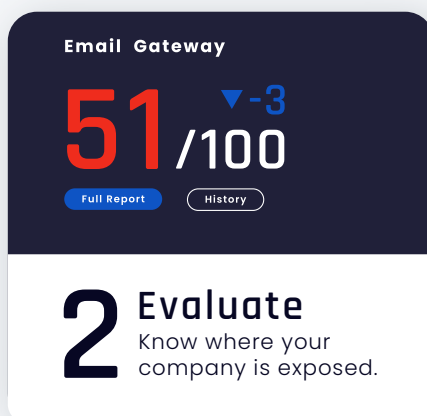 Email Gateway
▼-3
51/100
Full Report
History
2 Evaluate
Know where your
company is exposed.